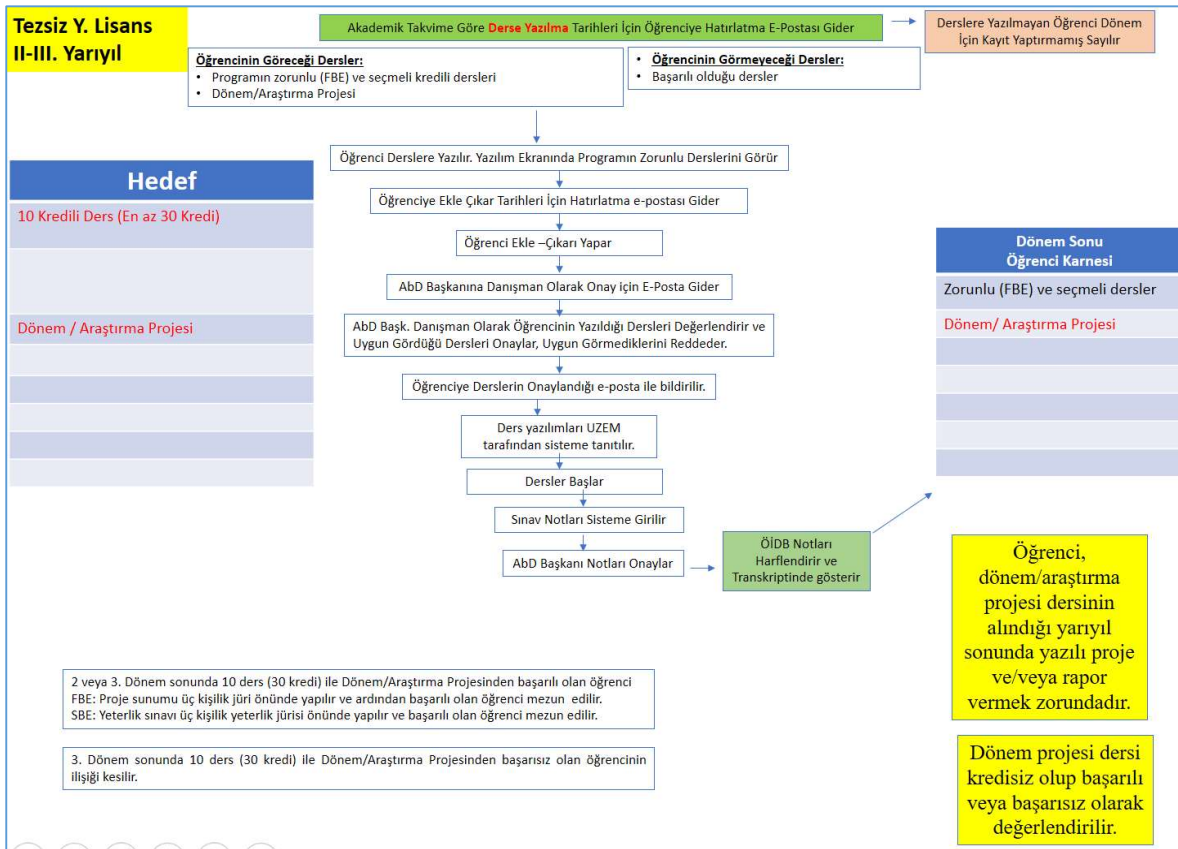 Tezsiz Y. Lisans
II-III. Yarıyıl
Akademik Takvime Göre Derse Yazılma Tarihleri İçin Öğrenciye Hatırlatma E-Postası Gider
Derslere Yazılmayan Öğrenci Dönem
İçin Kayıt Yaptırmamış Sayılır
Öğrencinin Göreceği Dersler:
• Programın zorunlu (FBE) ve seçmeli kredili dersleri
• Dönem/Araştırma Projesi
• Öğrencinin Görmeyeceği Dersler:
• Başarılı olduğu dersler
Öğrenci Derslere Yazılır. Yazılım Ekranında Programın Zorunlu Derslerini Görür
Öğrenciye Ekle Çıkar Tarihleri İçin Hatırlatma e-postası Gider
Öğrenci Ekle –Çıkarı Yapar
AbD Başkanına Danışman Olarak Onay için E-Posta Gider
AbD Başk. Danışman Olarak Öğrencinin Yazıldığı Dersleri Değerlendirir ve
Uygun Gördüğü Dersleri Onaylar, Uygun Görmediklerini Reddeder.
Öğrenciye Derslerin Onaylandığı e-posta ile bildirilir.
Ders yazılımları UZEM
tarafından sisteme tanıtılır.
Dersler Başlar
Sınav Notları Sisteme Girilir
AbD Başkanı Notları Onaylar
ÖİDB Notları
Harflendirir ve
Transkriptinde gösterir
Hedef
10 Kredili Ders (En az 30 Kredi)
Dönem / Araştırma Projesi
Dönem Sonu
Öğrenci Karnesi
Zorunlu (FBE) ve seçmeli dersler
Dönem/ Araştırma Projesi
Öğrenci,
dönem/araştırma
projesi dersinin
alındığı yarıyıl
sonunda yazılı proje
ve/veya rapor
vermek zorundadır.
Dönem projesi dersi
kredisiz olup başarılı
veya başarısız olarak
değerlendirilir.
2 veya 3. Dönem sonunda 10 ders (30 kredi) ile Dönem/Araştırma Projesinden başarılı olan öğrenci
FBE: Proje sunumu üç kişilik jüri önünde yapılır ve ardından başarılı olan öğrenci mezun edilir.
SBE: Yeterlik sınavı üç kişilik yeterlik jürisi önünde yapılır ve başarılı olan öğrenci mezun edilir.
3. Dönem sonunda 10 ders (30 kredi) ile Dönem/Araştırma Projesinden başarısız olan öğrencinin
ilişiği kesilir.